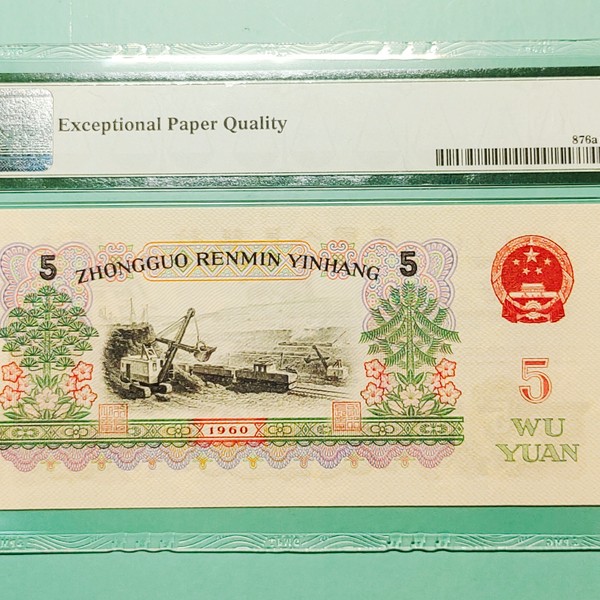 Exceptional Paper Quality
876a
5
ZHONGGUO RENMIN YINHANG
5
5
1960
WU
YUAN